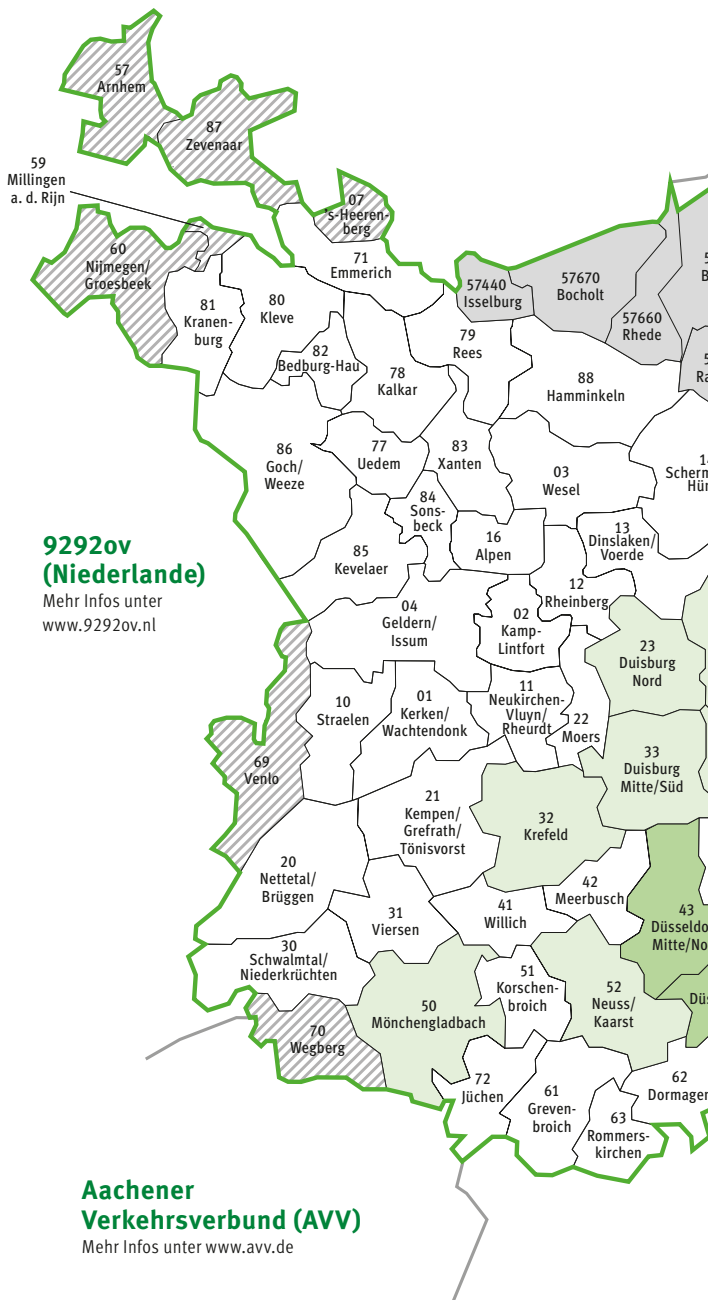 57
Arnhem
87
Zevenaar
59
Millingen
a. d. Rijn
07
's-Heeren-
berg
60
Nijmegen/
Groesbeek
71
Emmerich
57440
Isselburg
57670
Bocholt
57660
Rhede
81
Kranen-
burg
80
Kleve
82
Bedburg-Hau
78
Kalkar
79
Rees
88
Hamminkeln
86
Goch/
Weeze
77
Uedem
83
Xanten
03
Wesel
84
Sons-
beck
16
Alpen
13
Dinslaken/
Voerde
9292ov
(Niederlande)
Mehr Infos unter
www.9292ov.nl
85
Kevelaer
12
Rheinberg
04
Geldern/
Issum
02
Kamp-
Lintfort
23
Duisburg
Nord
10
Straelen
01
Kerken/
Wachtendonk
11
Neukirchen-
Vluyn/
Rheurdt
22
Moers
69
Venlo
33
Duisburg
Mitte/Süd
21
Kempen/
Grefrath/
Tönisvorst
32
Krefeld
20
Nettetal/
Brüggen
42
Meerbusch
31
Viersen
41
Willich
43
Düsseldo
Mitte/No
30
Schwalmtal/
Niederkrüchten
51
Korschen-
broich
52
Neuss/
Kaarst
50
Mönchengladbach
Düs
70
Wegberg
72
Jüchen
61
Greven-
broich
62
Dormagen
63
Rommers-
kirchen
Aachener
Verkehrsverbund (AVV)
Mehr Infos unter www.avv.de